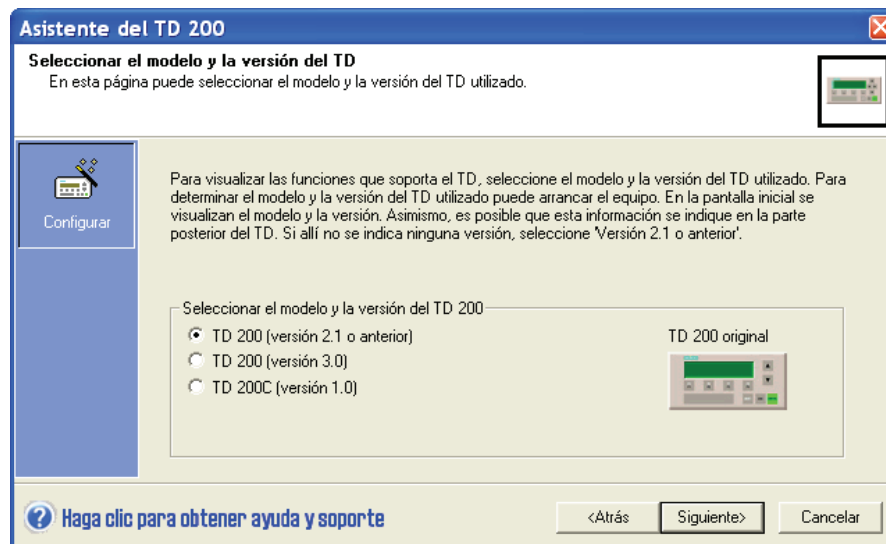 Asistente del TD 200
Seleccionar el modelo y la versión del TD
En esta página puede seleccionar el modelo y la versión del TD utilizado.
Configurar
Para visualizar las funciones que soporta el TD, seleccione el modelo y la versión del TD utilizado. Para
determinar el modelo y la versión del TD utilizado puede arrancar el equipo. En la pantalla inicial se
visualizan el modelo y la versión. Asimismo, es posible que esta información se indique en la parte
posterior del TD. Si allí no se indica ninguna versión, seleccione 'Versión 2.1 o anterior'.
Seleccionar el modelo y la versión del TD 200
TD 200 (versión 2.1 o anterior)
TD 200 (versión 3.0)
TD 200C (versión 1.0)
TD 200 original
Haga clic para obtener ayuda y soporte
<Atrás
Siguiente>
Cancelar